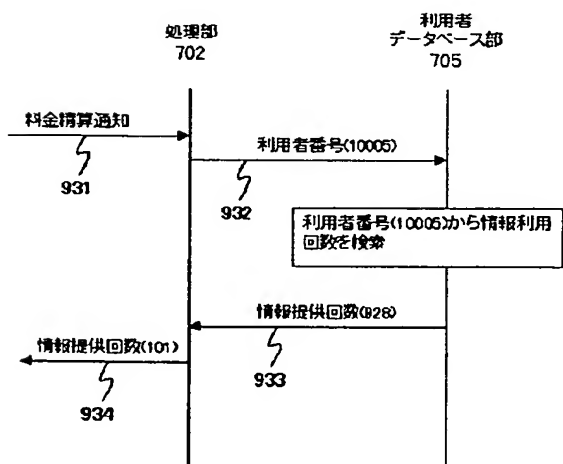 処理部
702
利用者
データベース部
705
料金精算通知
931
利用者番号(10005)
932
利用者番号(10005)から情報利用
回数を検索
情報提供回数(928)
933
情報提供回数(101)
934